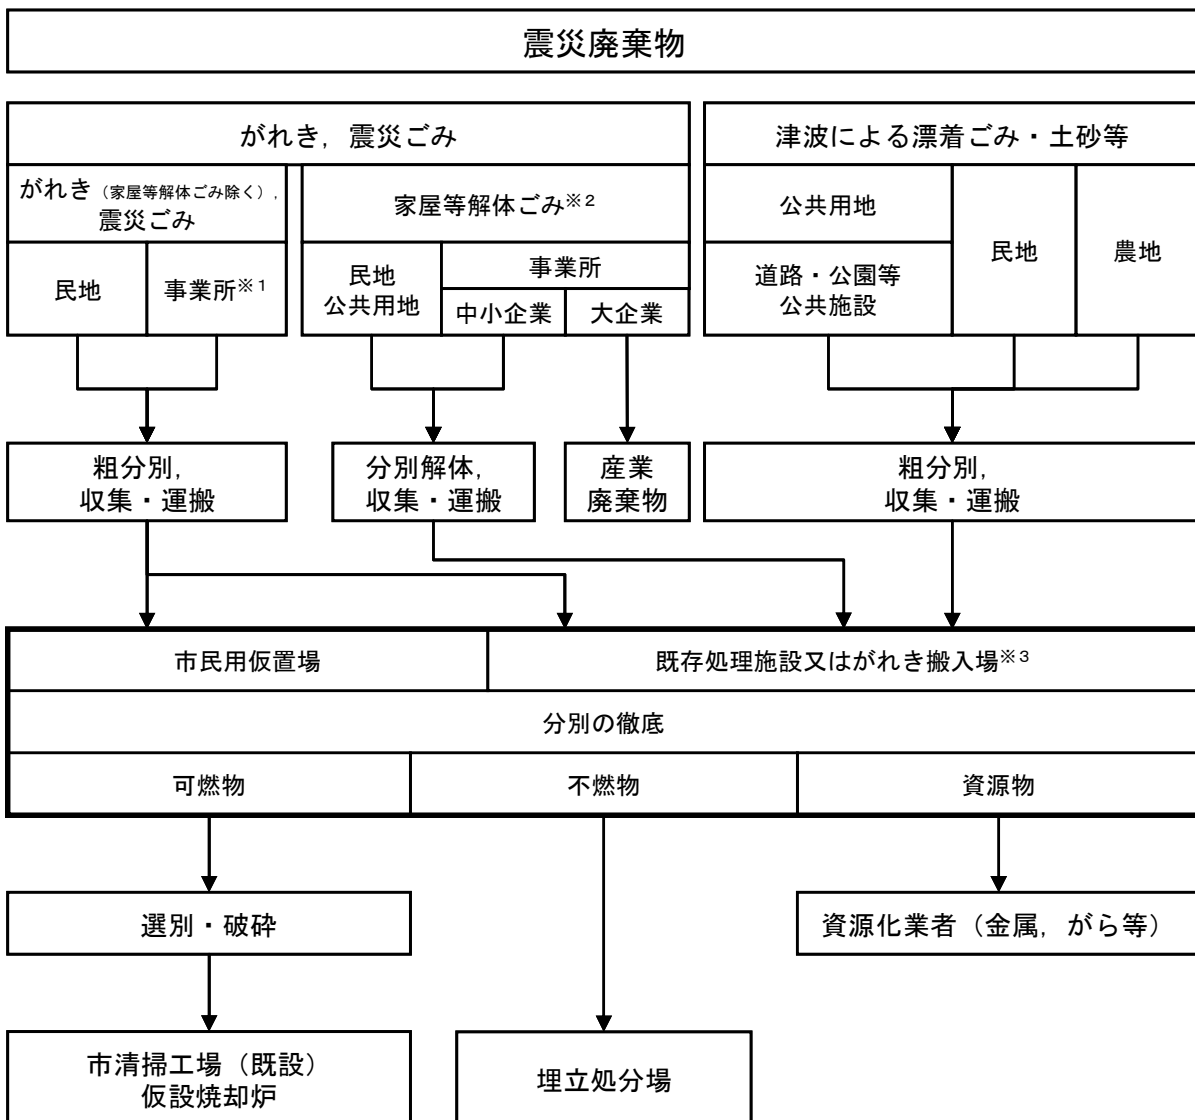 震災廃棄物
がれき，震災ごみ
津波による漂着ごみ・土砂等
がれき（家屋等解体ごみ除く），
震災ごみ
家屋等解体ごみ※2
公共用地
民地
農地
民地
事業所※1
民地
公共用地
事業所
中小企業
大企業
道路・公園等
公共施設
粗分別，
収集・運搬
分別解体，
収集・運搬
産業
廃棄物
粗分別，
収集・運搬
市民用仮置場
既存処理施設又はがれき搬入場※3
分別の徹底
可燃物
不燃物
資源物
選別・破砕
資源化業者（金属，がら等）
市清掃工場（既設）
仮設焼却炉
埋立処分場